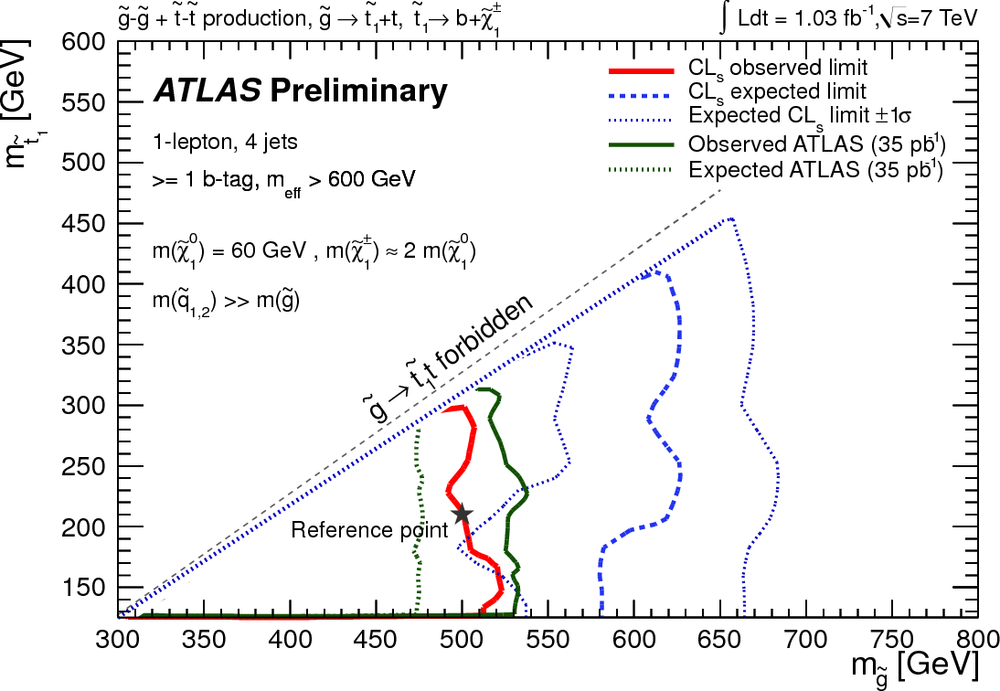 g̃-g̃ + t̃-t̃ production, g̃ → t̃₁+t, t̃₁→ b+χ̃₁± ∫ Ldt = 1.03 fb⁻¹,√s=7 TeV
m_t̃₁ [GeV]
600
550
500
450
400
350
300
250
200
150
ATLAS Preliminary
1-lepton, 4 jets
>= 1 b-tag, m_eff > 600 GeV
m(χ̃₁⁰) = 60 GeV , m(χ̃₁±) ≈ 2 m(χ̃₁⁰)
m(q̃₁,₂) >> m(g̃)
CLₛ observed limit
CLₛ expected limit
Expected CLₛ limit ±1σ
Observed ATLAS (35 pb⁻¹)
Expected ATLAS (35 pb⁻¹)
g̃ → t̃₁t forbidden
Reference point
300 350 400 450 500 550 600 650 700 750 800
m_g̃ [GeV]